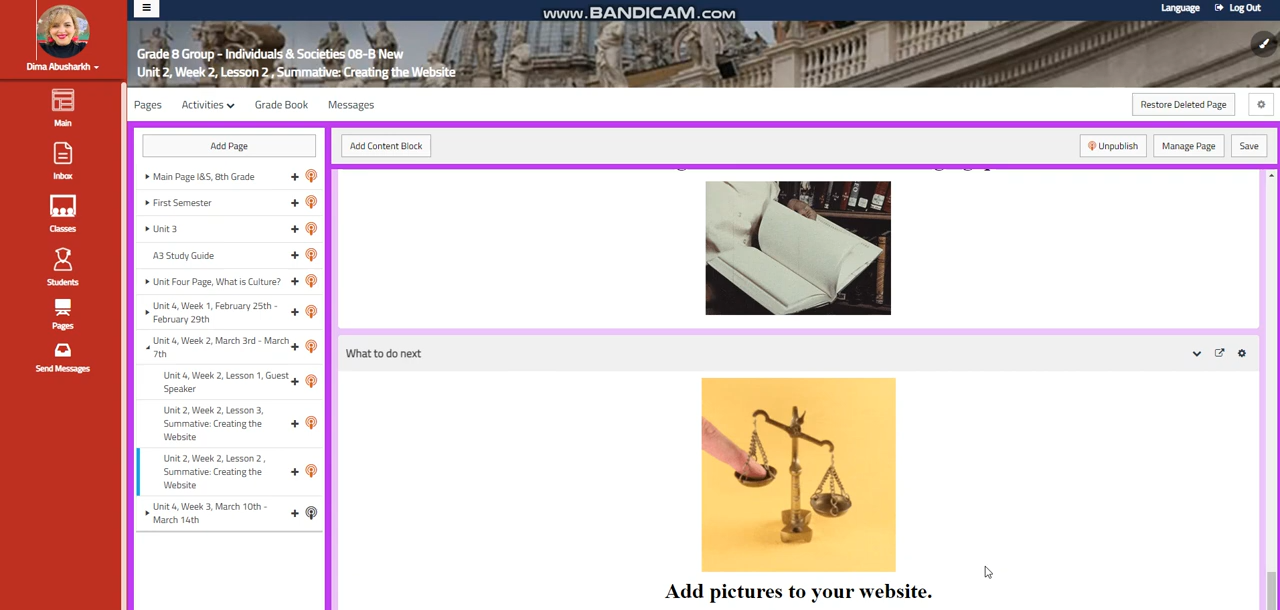 www.BANDICAM.com
Language
Log Out
Dima Abusharkh
Grade 8 Group - Individuals & Societies 08-B New
Unit 2, Week 2, Lesson 2 , Summative: Creating the Website
Pages
Activities
Grade Book
Messages
Restore Deleted Page
Main
Inbox
Classes
Students
Pages
Send Messages
Add Page
Main Page I&S, 8th Grade
First Semester
Unit 3
A3 Study Guide
Unit Four Page, What is Culture?
Unit 4, Week 1, February 25th -
February 29th
Unit 4, Week 2, March 3rd - March
7th
Unit 4, Week 2, Lesson 1, Guest
Speaker
Unit 2, Week 2, Lesson 3,
Summative: Creating the
Website
Unit 2, Week 2, Lesson 2 ,
Summative: Creating the
Website
Unit 4, Week 3, March 10th -
March 14th
Add Content Block
Unpublish
Manage Page
Save
What to do next
Add pictures to your website.